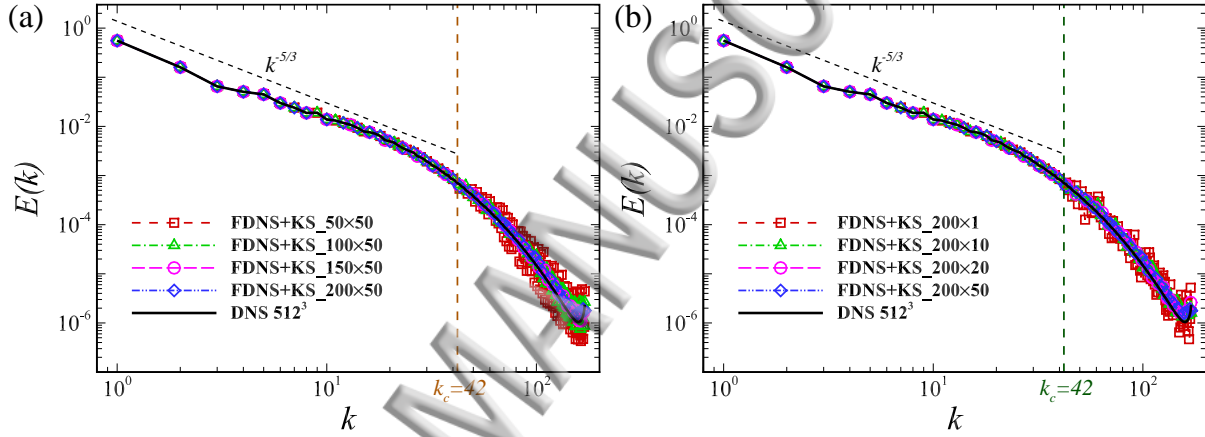 (a)
10^0
10^-2
10^-4
10^-6
E(k)
k^-5/3
FDNS+KS_50×50
FDNS+KS_100×50
FDNS+KS_150×50
FDNS+KS_200×50
DNS 512^3
10^0
10^1
10^2
k_c=42
k
(b)
10^0
10^-2
10^-4
10^-6
E(k)
k^-5/3
FDNS+KS_200×1
FDNS+KS_200×10
FDNS+KS_200×20
FDNS+KS_200×50
DNS 512^3
10^0
10^1
10^2
k_c=42
k
MANUSC